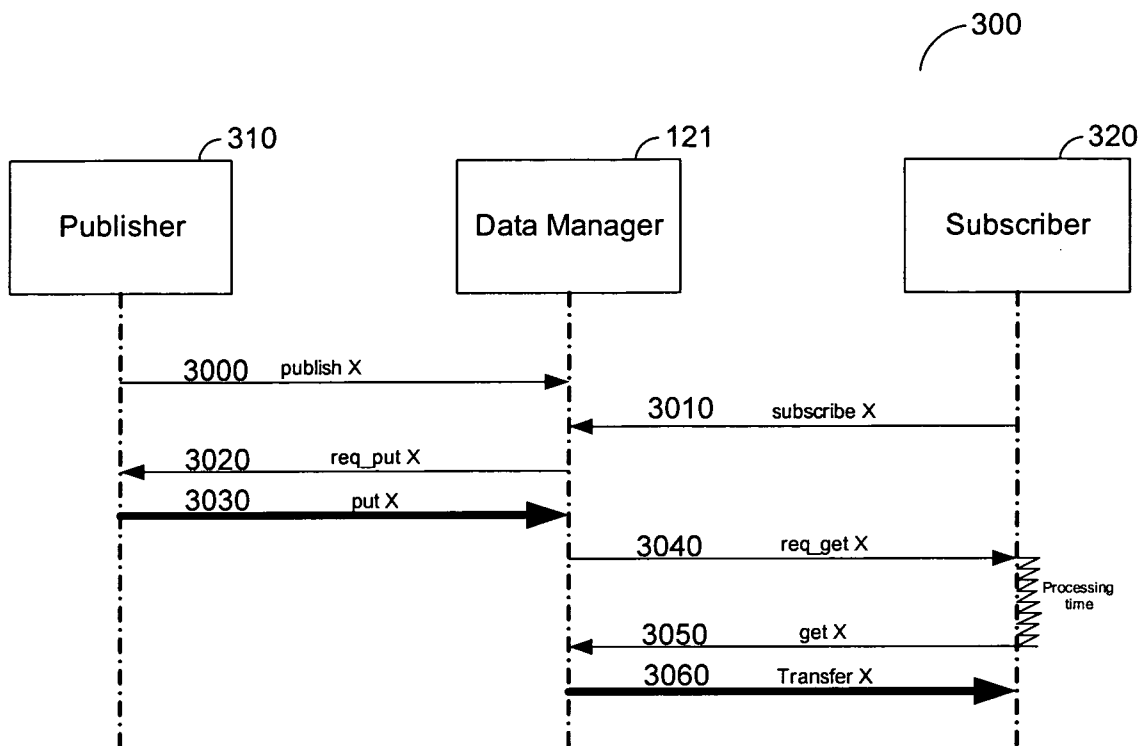 300
310
121
320
Publisher
Data Manager
Subscriber
3000 publish X
3010 subscribe X
3020 req_put X
3030 put X
3040 req_get X
Processing
time
3050 get X
3060 Transfer X